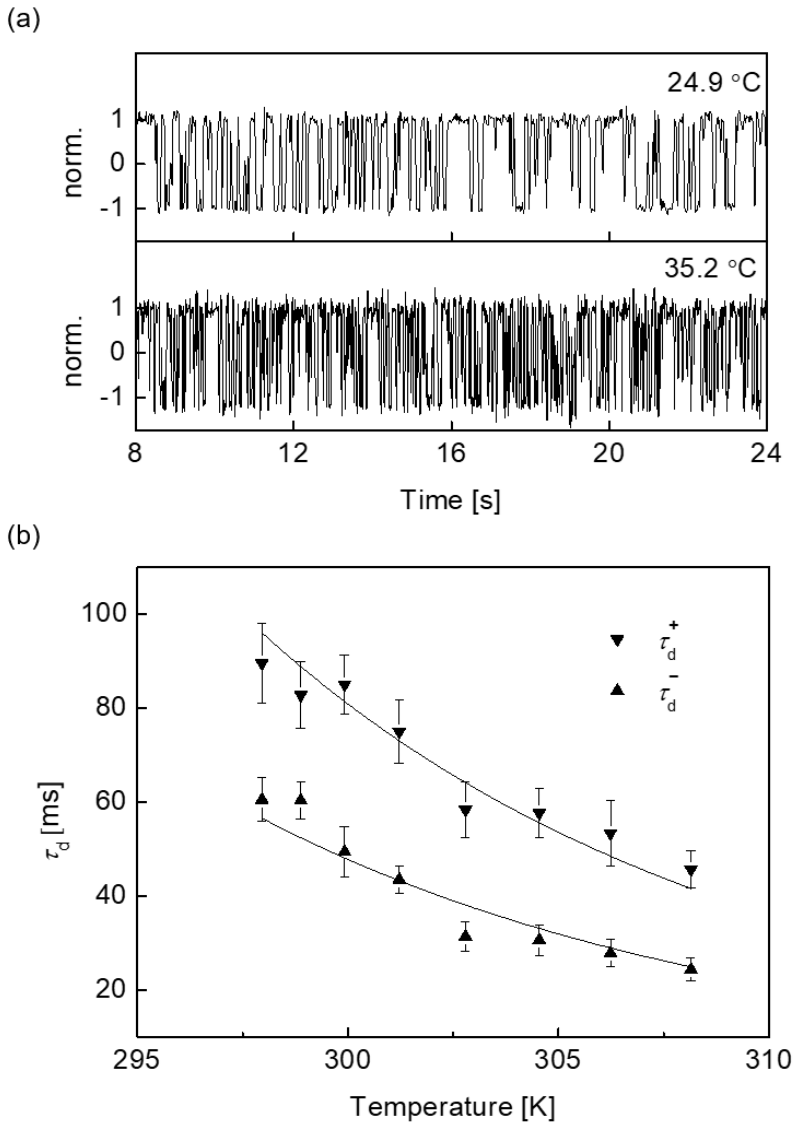 (a)
24.9 °C
norm.
1
0
-1
35.2 °C
norm.
1
0
-1
8 12 16 20 24
Time [s]
(b)
100
80
60
40
20
τd [ms]
τd+
τd−
295 300 305 310
Temperature [K]